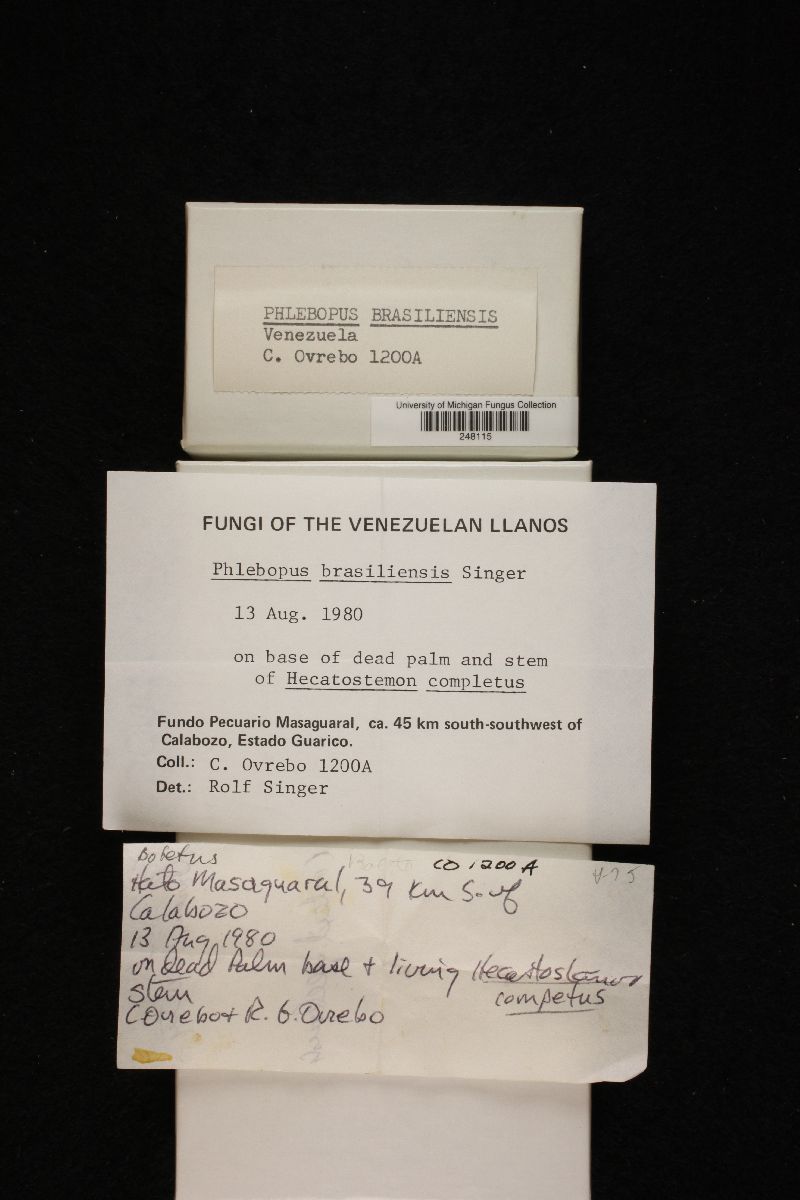 PHLEBOPUS BRASILIENSIS
Venezuela
C. Ovrebo 1200A
University of Michigan Fungus Collection
248115
FUNGI OF THE VENEZUELAN LLANOS
Phlebopus brasiliensis Singer
13 Aug. 1980
on base of dead palm and stem
of Hecatostemon completus
Fundo Pecuario Masaguaral, ca. 45 km south-southwest of
Calabozo, Estado Guarico.
Coll.: C. Ovrebo 1200A
Det.: Rolf Singer
Boletus
CO 1200 A
Hato Masaguaral, 39 km S. of
Calabozo
13 Aug 1980
on dead Palm base + living Hecatostemon
stem competus
C Ovrebo + R. G. Ovrebo